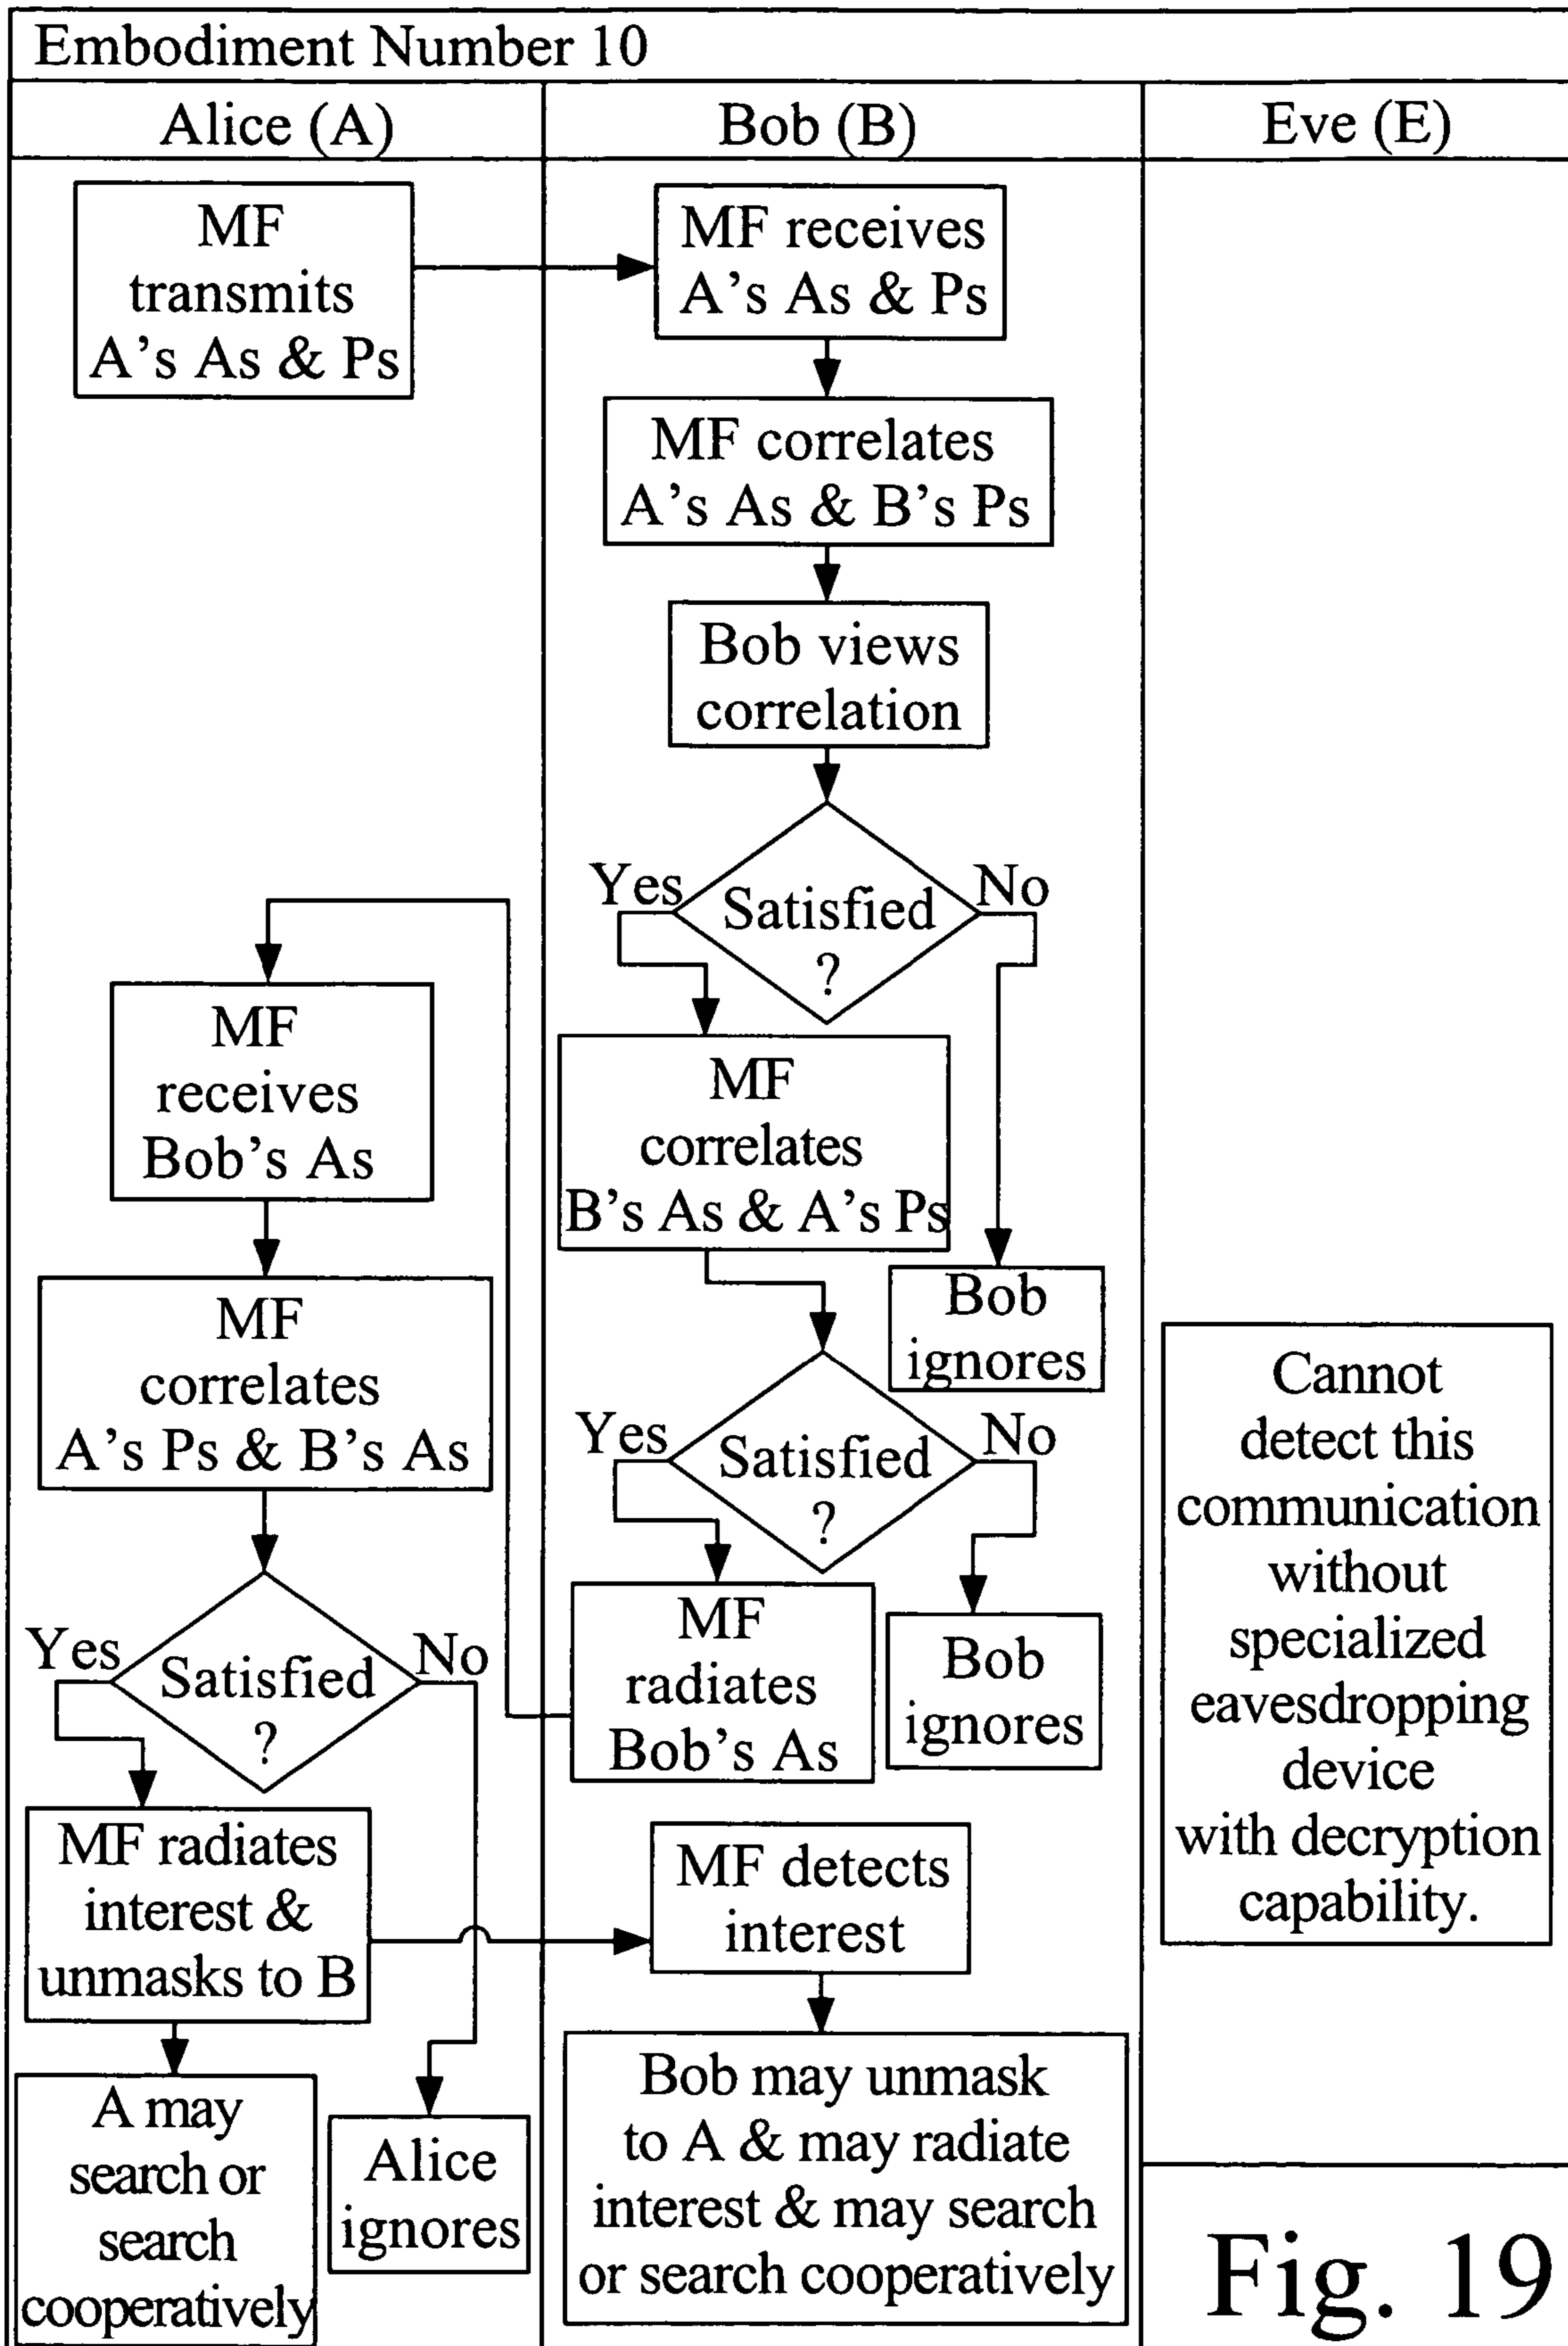 Embodiment Number 10
Alice (A)
Bob (B)
Eve (E)
MF
transmits
A's As & Ps
MF receives
A's As & Ps
MF correlates
A's As & B's Ps
Bob views
correlation
Yes
Satisfied
?
No
MF
receives
Bob's As
MF
correlates
B's As & A's Ps
Bob
ignores
MF
correlates
A's Ps & B's As
Yes
Satisfied
?
No
Cannot
detect this
communication
without
specialized
eavesdropping
device
with decryption
capability.
Yes
Satisfied
?
No
MF
radiates
Bob's As
Bob
ignores
MF radiates
interest &
unmasks to B
MF detects
interest
A may
search or
search
cooperatively
Alice
ignores
Bob may unmask
to A & may radiate
interest & may search
or search cooperatively
Fig. 19